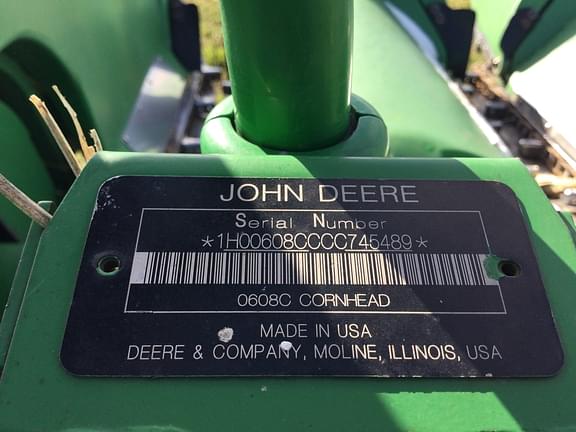 JOHN DEERE
Serial Number
*1H00608CCCC745489*
0608C CORNHEAD
MADE IN USA
DEERE & COMPANY, MOLINE, ILLINOIS, USA